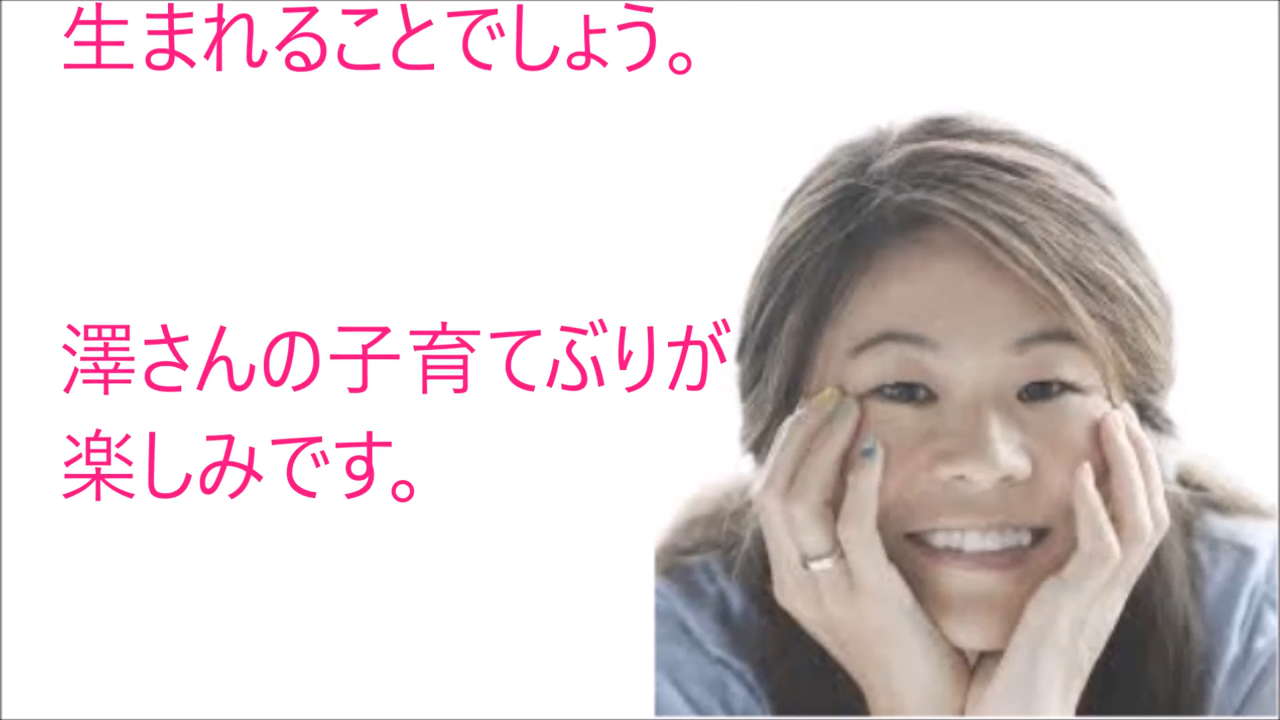 生まれることでしょう。
澤さんの子育てぶりが
楽しみです。